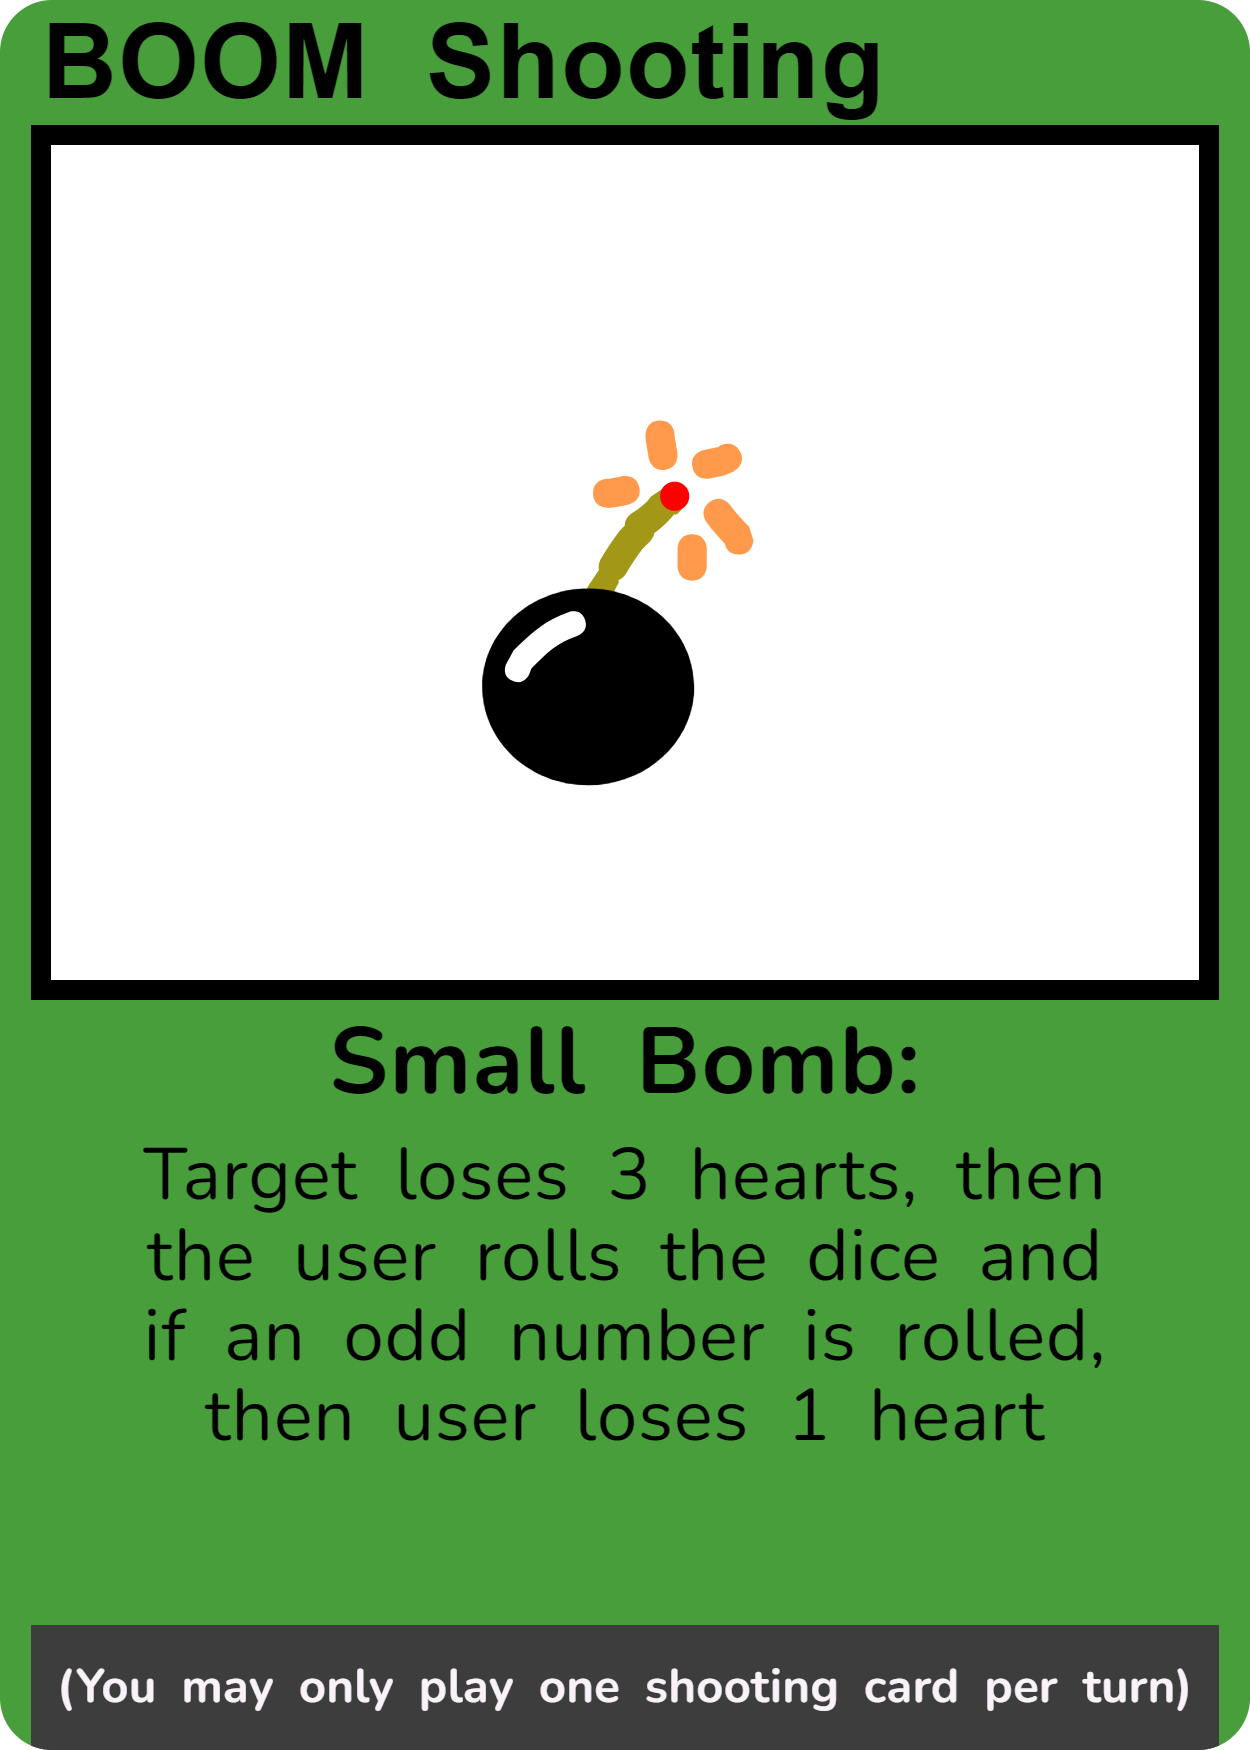 BOOM Shooting
Small Bomb:
Target loses 3 hearts, then
the user rolls the dice and
if an odd number is rolled,
then user loses 1 heart
(You may only play one shooting card per turn)